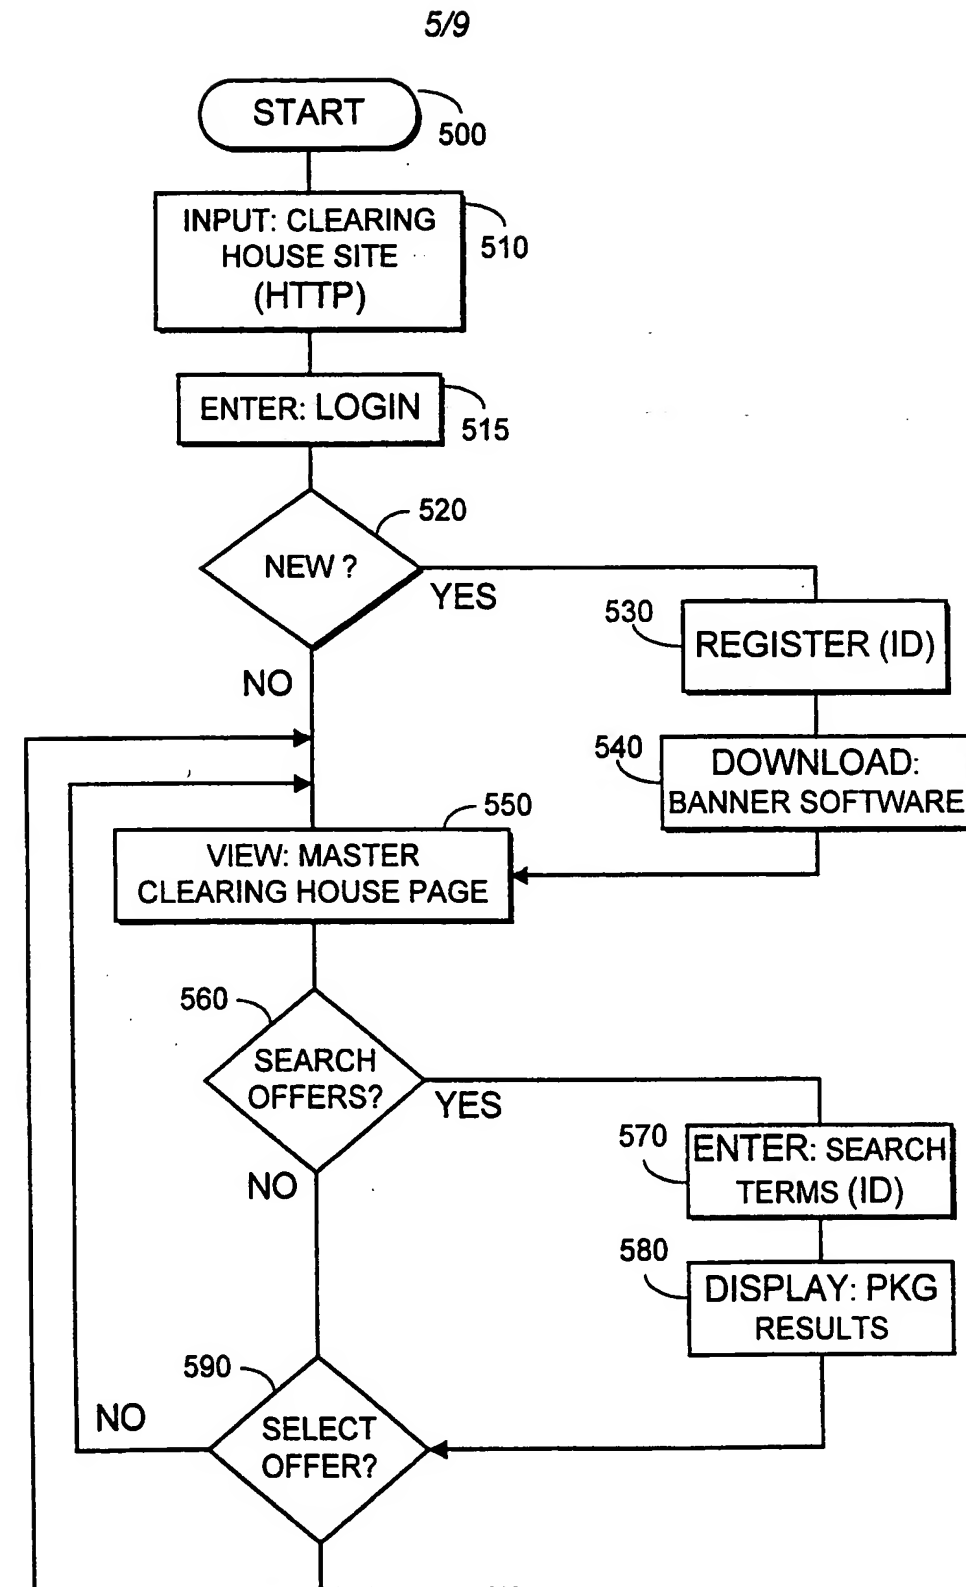 5/9
START
500
INPUT: CLEARING
HOUSE SITE
(HTTP)
510
ENTER: LOGIN
515
520
NEW ?
YES
530
REGISTER (ID)
NO
540
DOWNLOAD:
BANNER SOFTWARE
550
VIEW: MASTER
CLEARING HOUSE PAGE
560
SEARCH
OFFERS?
YES
570
ENTER: SEARCH
TERMS (ID)
NO
580
DISPLAY: PKG
RESULTS
590
NO
SELECT
OFFER?